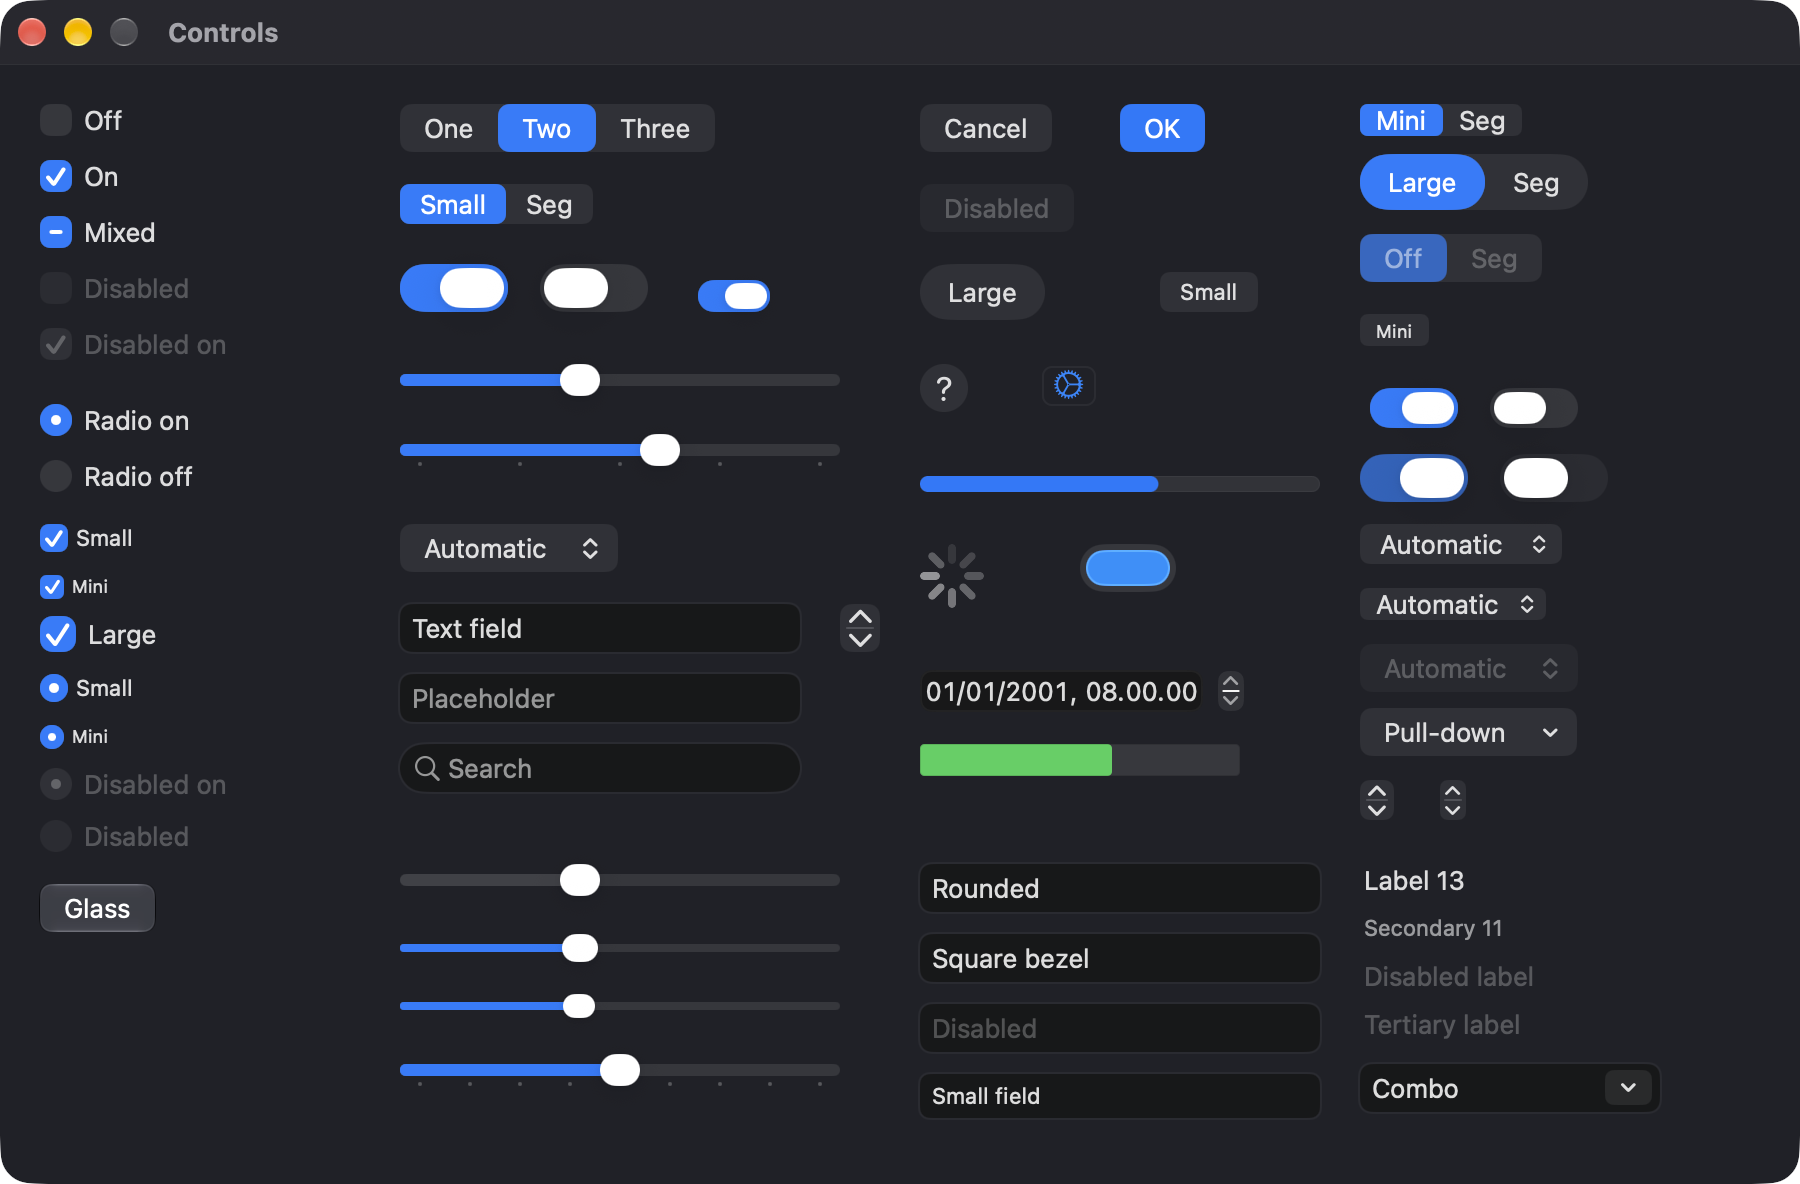 Controls
Off
On
Mixed
Disabled
Disabled on
Radio on
Radio off
Small
Mini
Large
Small
Mini
Disabled on
Disabled
Glass
One Two Three
Small Seg
Automatic
Text field
Placeholder
Search
Cancel OK
Disabled
Large Small
?
01/01/2001, 08.00.00
Rounded
Square bezel
Disabled
Small field
Mini Seg
Large Seg
Off Seg
Mini
Automatic
Automatic
Automatic
Pull-down
Label 13
Secondary 11
Disabled label
Tertiary label
Combo